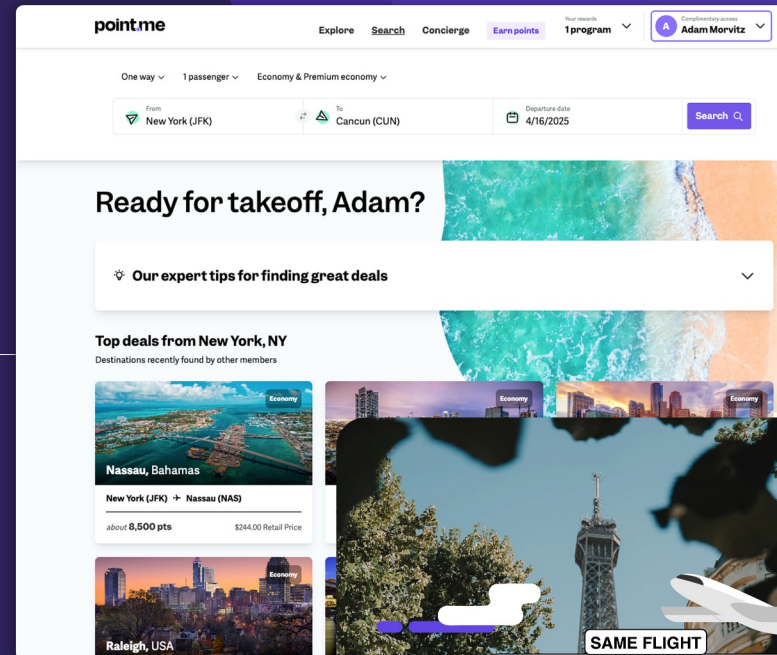 point.me
Explore
Search
Concierge
Earn points
Your rewards
1 program
A
Complimentary access
Adam Morvitz
One way
1 passenger
Economy & Premium economy
From
New York (JFK)
To
Cancun (CUN)
Departure date
4/16/2025
Search
Ready for takeoff, Adam?
Our expert tips for finding great deals
Top deals from New York, NY
Destinations recently found by other members
Economy
Economy
Economy
Nassau, Bahamas
New York (JFK) Nassau (NAS)
about 8,500 pts
$244.00 Retail Price
Economy
Raleigh, USA
SAME FLIGHT